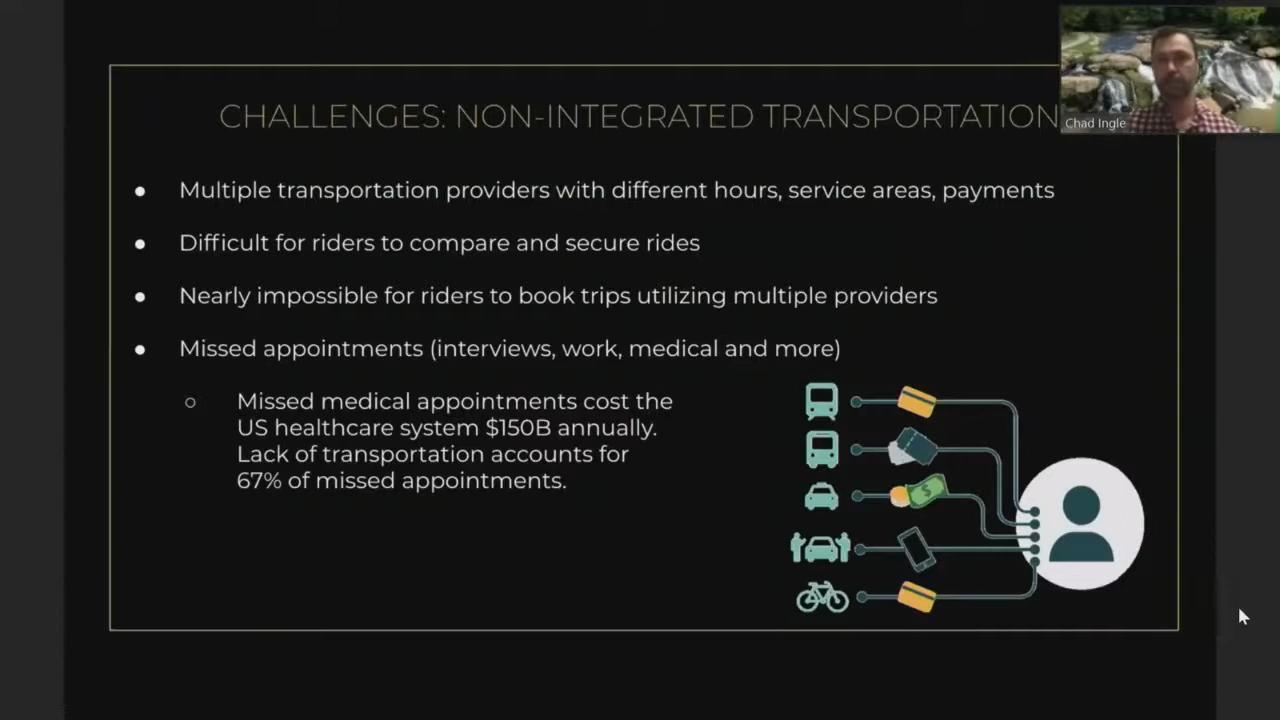 CHALLENGES: NON-INTEGRATED TRANSPORTATION
Chad Ingle
● Multiple transportation providers with different hours, service areas, payments
● Difficult for riders to compare and secure rides
● Nearly impossible for riders to book trips utilizing multiple providers
● Missed appointments (interviews, work, medical and more)
○ Missed medical appointments cost the
US healthcare system $150B annually.
Lack of transportation accounts for
67% of missed appointments.
$